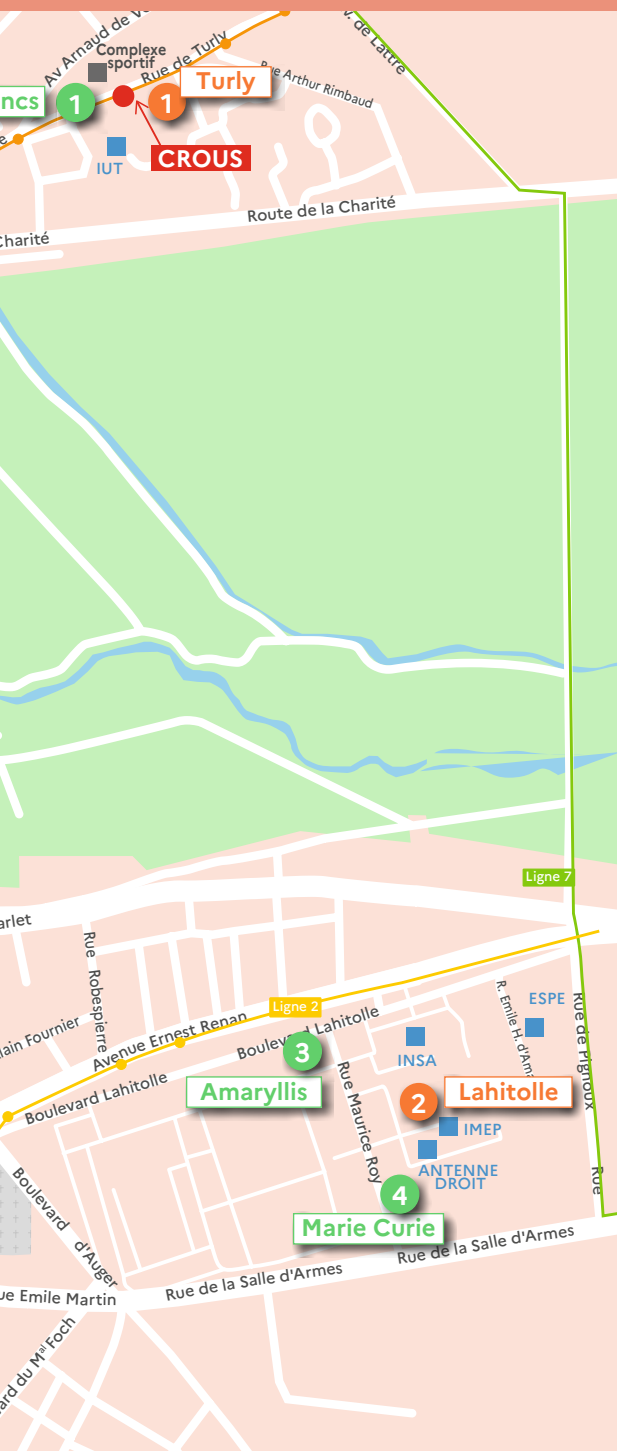 Av Arnaud de
v. de Lattre
Complexe
sportif
Rue de Turly
Turly
Rue Arthur Rimbaud
ncs
1
1
CROUS
IUT
Route de la Charité
Charité
Ligne 7
arlet
Rue Robespierre
Ligne 2
ESPE
R. Emile H. d'Ama
Rue de Pignoux
lain Fournier
Avenue Ernest Renan
Boulevard Lahitolle
3
INSA
Amaryllis
Boulevard Lahitolle
Rue Maurice Roy
2
Lahitolle
IMEP
ANTENNE
DROIT
Rue
4
Marie Curie
Boulevard d'Auger
Rue de la Salle d'Armes
Rue de la Salle d'Armes
ue Emile Martin
ard du Mal Foch